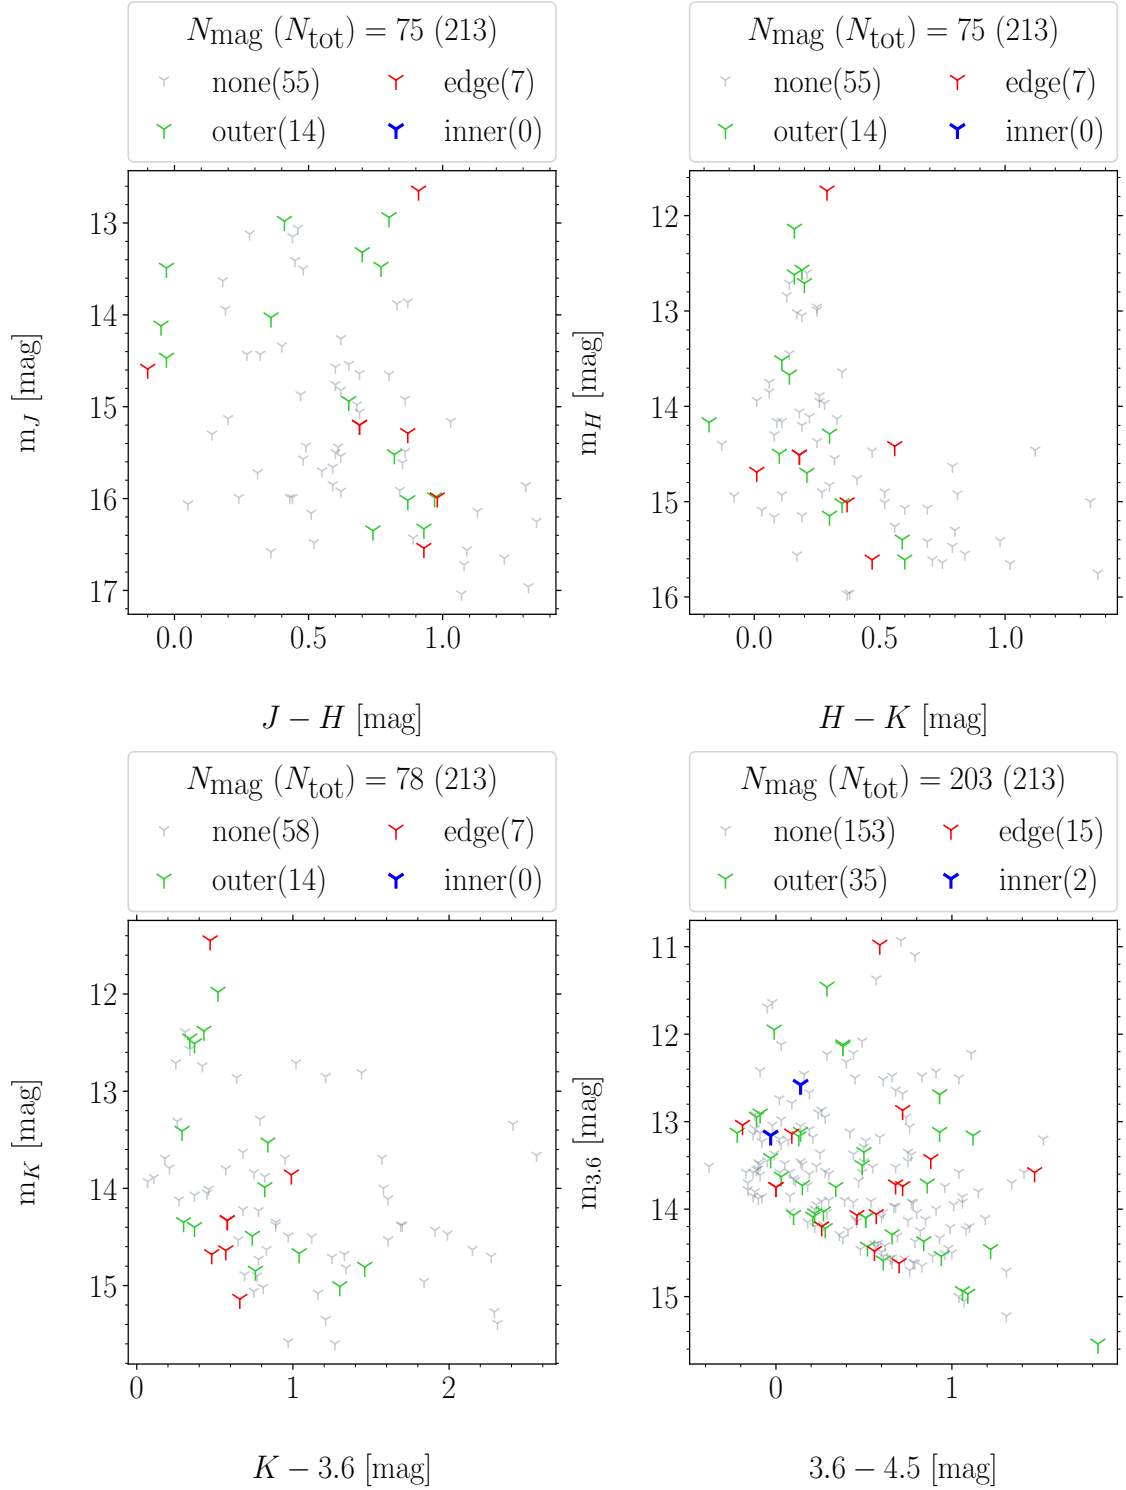 N_mag (N_tot) = 75 (213)
none(55) edge(7)
outer(14) inner(0)
13
14
15
16
17
m_J [mag]
0.0 0.5 1.0
J − H [mag]
N_mag (N_tot) = 75 (213)
none(55) edge(7)
outer(14) inner(0)
12
13
14
15
16
m_H [mag]
0.0 0.5 1.0
H − K [mag]
N_mag (N_tot) = 78 (213)
none(58) edge(7)
outer(14) inner(0)
12
13
14
15
m_K [mag]
0 1 2
K − 3.6 [mag]
N_mag (N_tot) = 203 (213)
none(153) edge(15)
outer(35) inner(2)
11
12
13
14
15
m_3.6 [mag]
0 1
3.6 − 4.5 [mag]